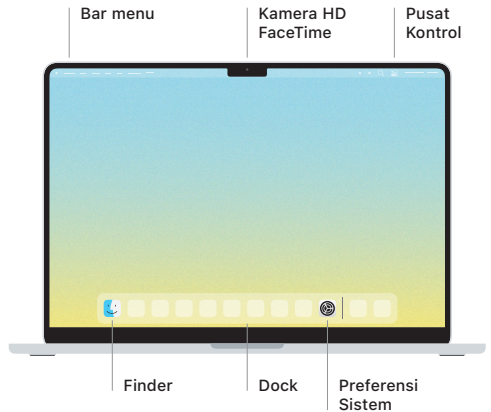 Bar menu
Kamera HD
FaceTime
Pusat
Kontrol
Finder
Dock
Preferensi
Sistem